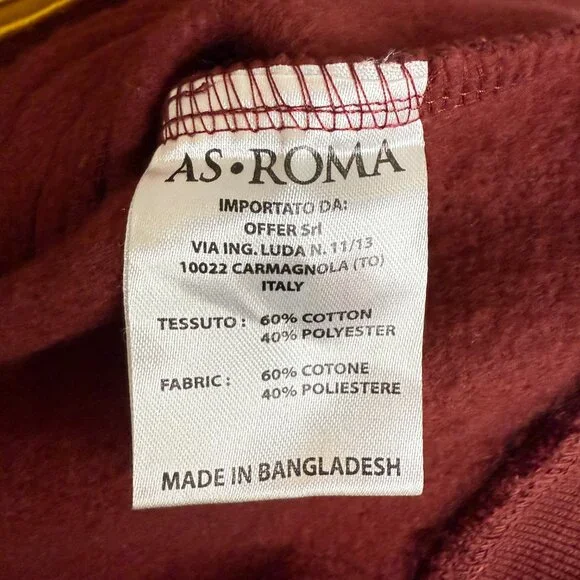 AS•ROMA
IMPORTATO DA:
OFFER Srl
VIA ING. LUDA N. 11/13
10022 CARMAGNOLA (TO)
ITALY
TESSUTO : 60% COTTON
40% POLYESTER
FABRIC : 60% COTONE
40% POLIESTERE
MADE IN BANGLADESH